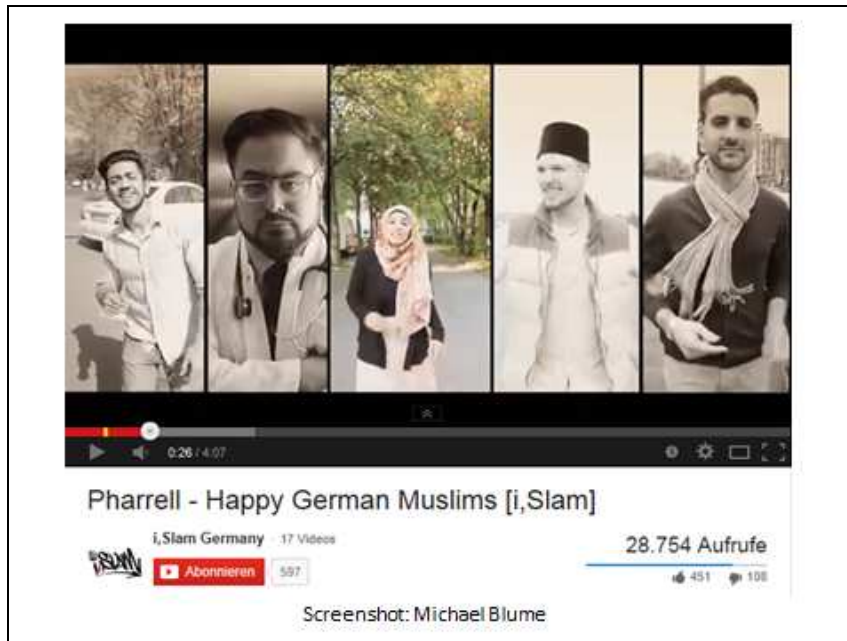 0:26 / 4:07
Pharrell - Happy German Muslims [i,Slam]
i,Slam Germany · 17 Videos
i,SLAM
Abonnieren 597
28.754 Aufrufe
451 108
Screenshot: Michael Blume